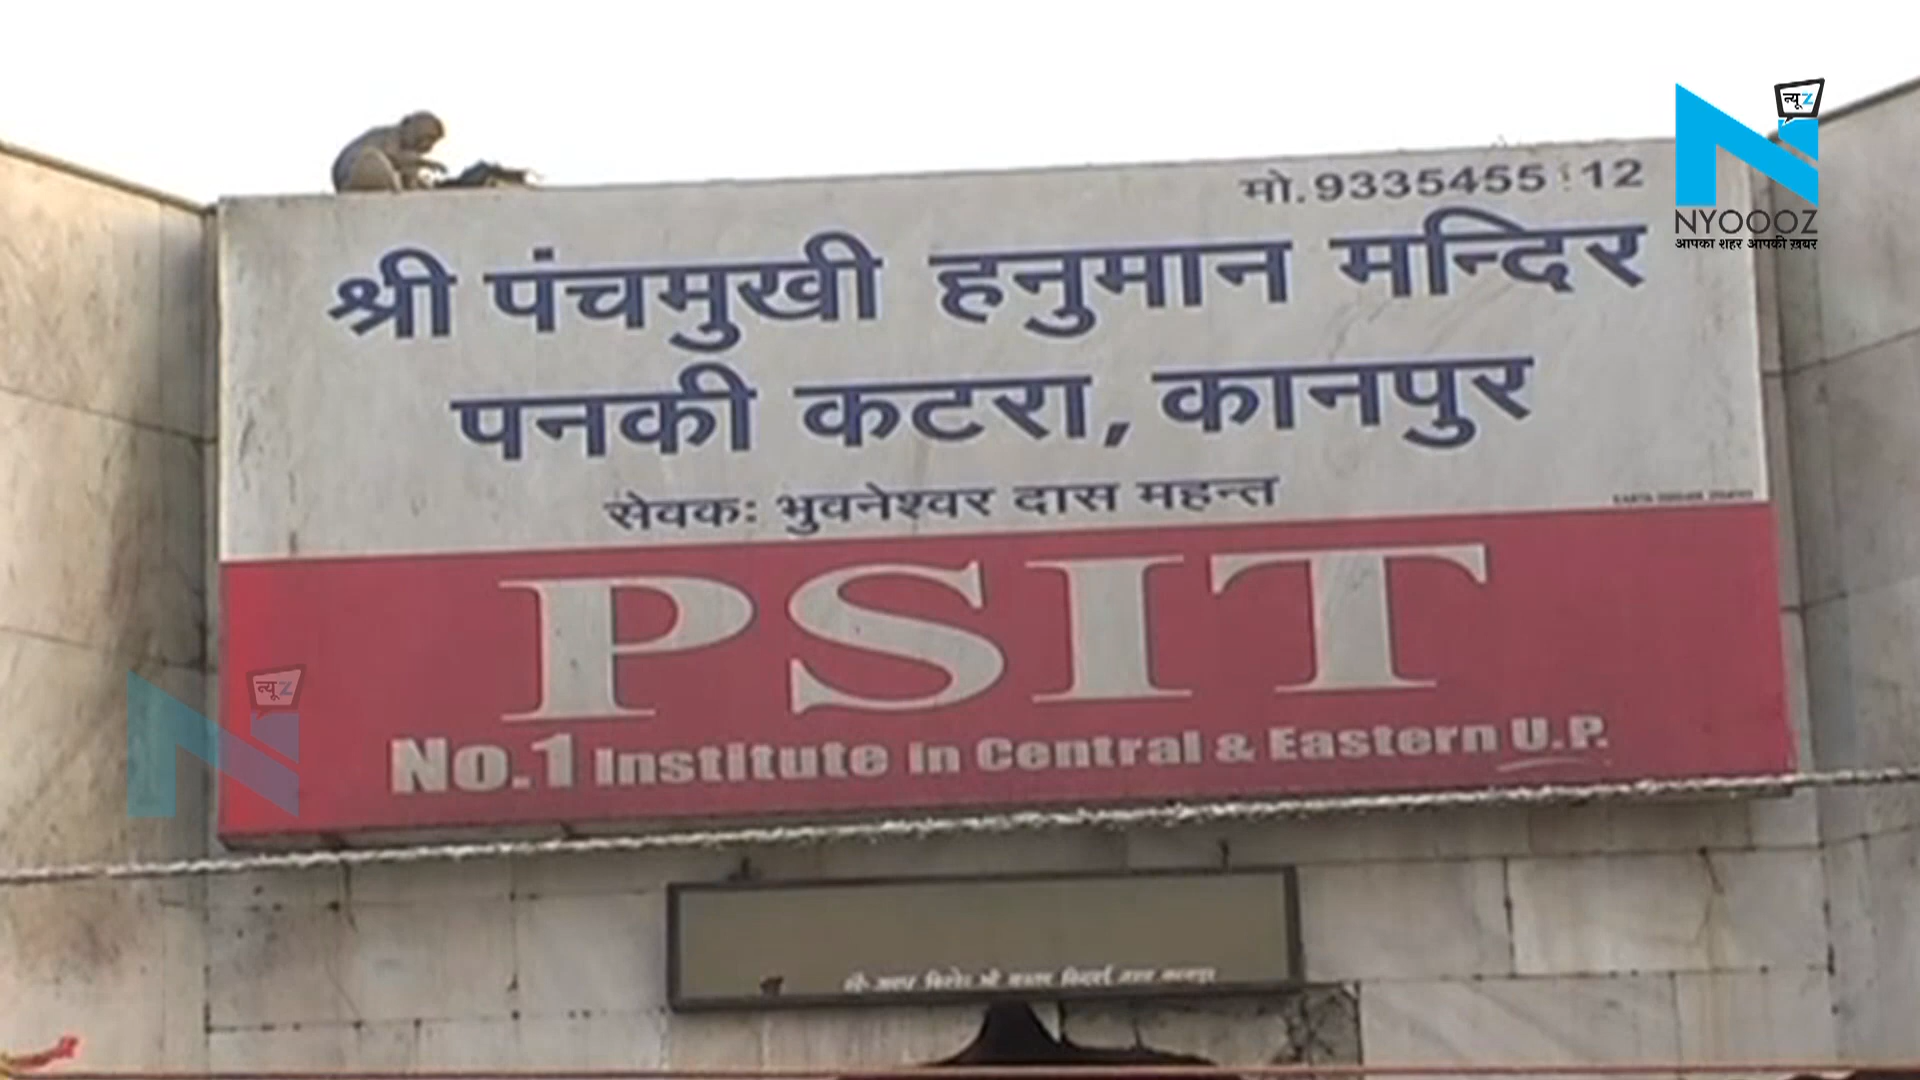 मो. 9335455 12
न्यूZ
NYOOOZ
आपका शहर आपकी ख़बर
श्री पंचमुखी हनुमान मन्दिर
पनकी कटरा, कानपुर
सेवक: भुवनेश्वर दास महन्त
PSIT
No.1 Institute in Central & Eastern U.P.
न्यूZ